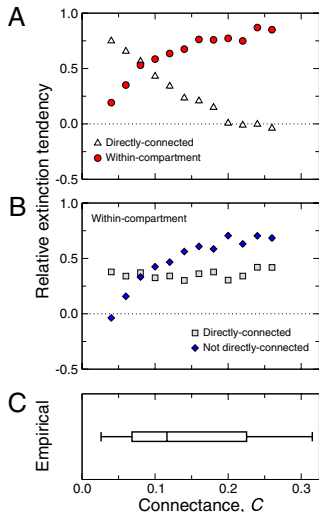 A
1.0
0.5
0.0
-0.5
Directly-connected
Within-compartment
Relative extinction tendency
B
Within-compartment
1.0
0.5
0.0
-0.5
Directly-connected
Not directly-connected
C
Empirical
0.0 0.1 0.2 0.3
Connectance, C